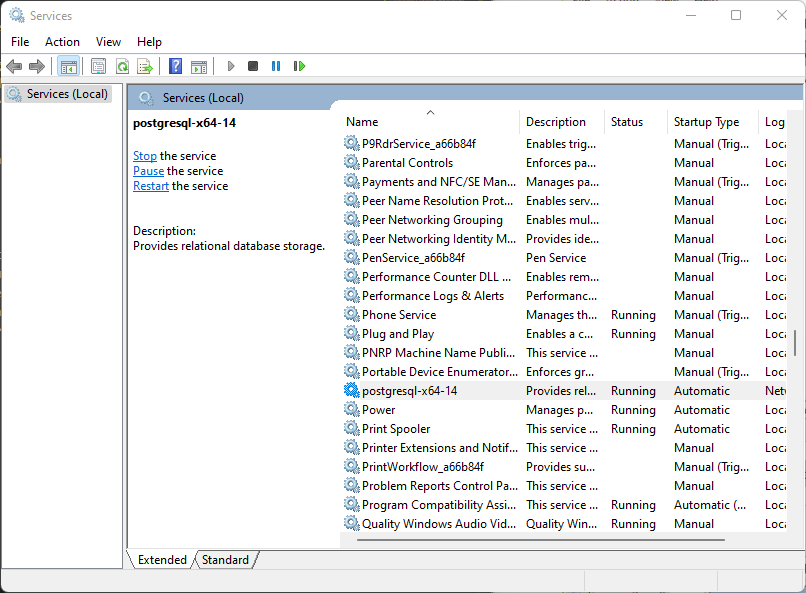 Services
File Action View Help
Services (Local)
Services (Local)
postgresql-x64-14
Stop the service
Pause the service
Restart the service
Description:
Provides relational database storage.
Name Description Status Startup Type Log
P9RdrService_a66b84f Enables trig... Manual (Trig... Loca
Parental Controls Enforces pa... Manual Loca
Payments and NFC/SE Man... Manages pa... Manual (Trig... Loca
Peer Name Resolution Prot... Enables serv... Manual Loca
Peer Networking Grouping Enables mul... Manual Loca
Peer Networking Identity M... Provides ide... Manual Loca
PenService_a66b84f Pen Service Manual (Trig... Loca
Performance Counter DLL ... Enables rem... Manual Loca
Performance Logs & Alerts Performanc... Manual Loca
Phone Service Manages th... Running Manual (Trig... Loca
Plug and Play Enables a c... Running Manual Loca
PNRP Machine Name Publi... This service ... Manual Loca
Portable Device Enumerator... Enforces gr... Manual (Trig... Loca
postgresql-x64-14 Provides rel... Running Automatic Netw
Power Manages p... Running Automatic Loca
Print Spooler This service ... Running Automatic Loca
Printer Extensions and Notif... This service ... Manual Loca
PrintWorkflow_a66b84f Provides su... Manual (Trig... Loca
Problem Reports Control Pa... This service ... Manual Loca
Program Compatibility Assi... This service ... Running Automatic (... Loca
Quality Windows Audio Vid... Quality Win... Running Manual Loca
Extended Standard